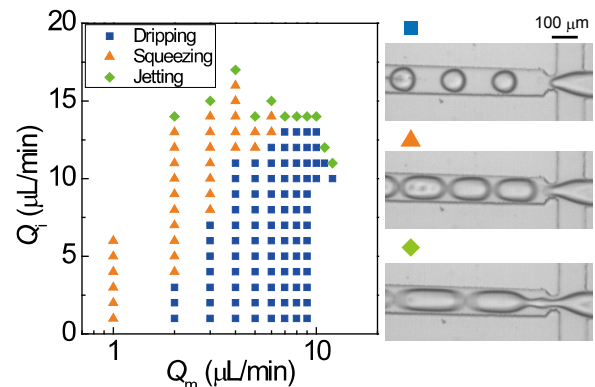 Dripping
Squeezing
Jetting
100 μm
20
15
10
5
0
Qi (μL/min)
1
10
Qm (μL/min)